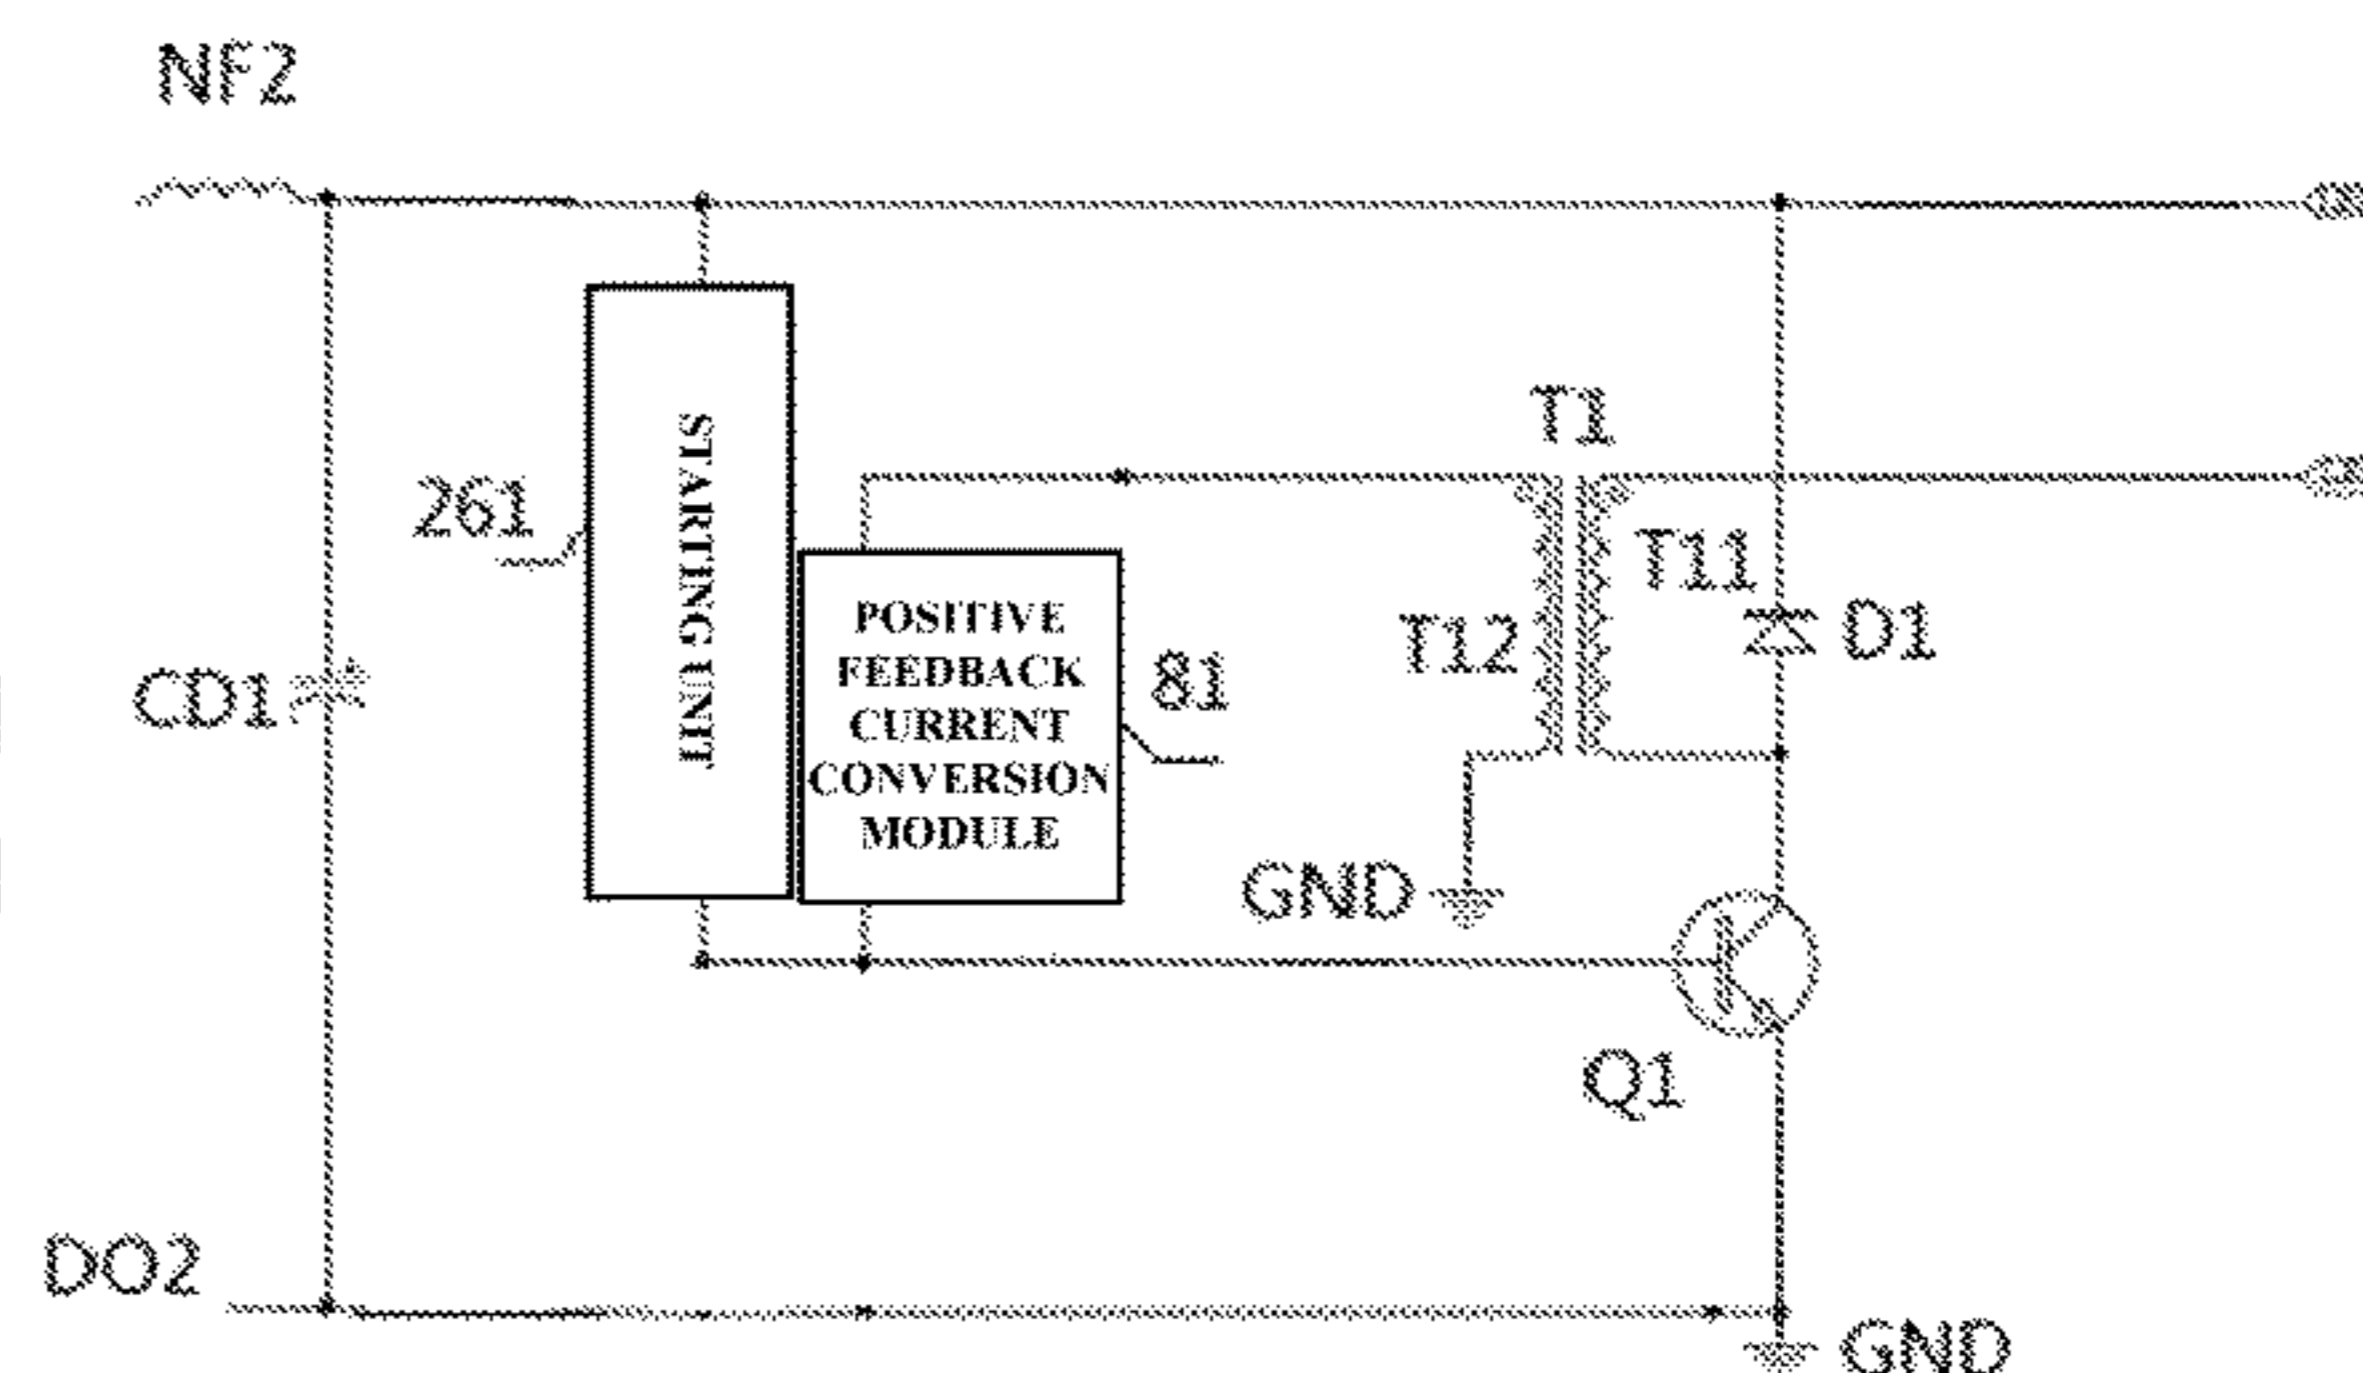 NF2
T1
261
STARTING UNIT
T11
POSITIVE
FEEDBACK
CURRENT
CONVERSION
MODULE
T12
D1
81
CD1
GND
Q1
DO2
GND